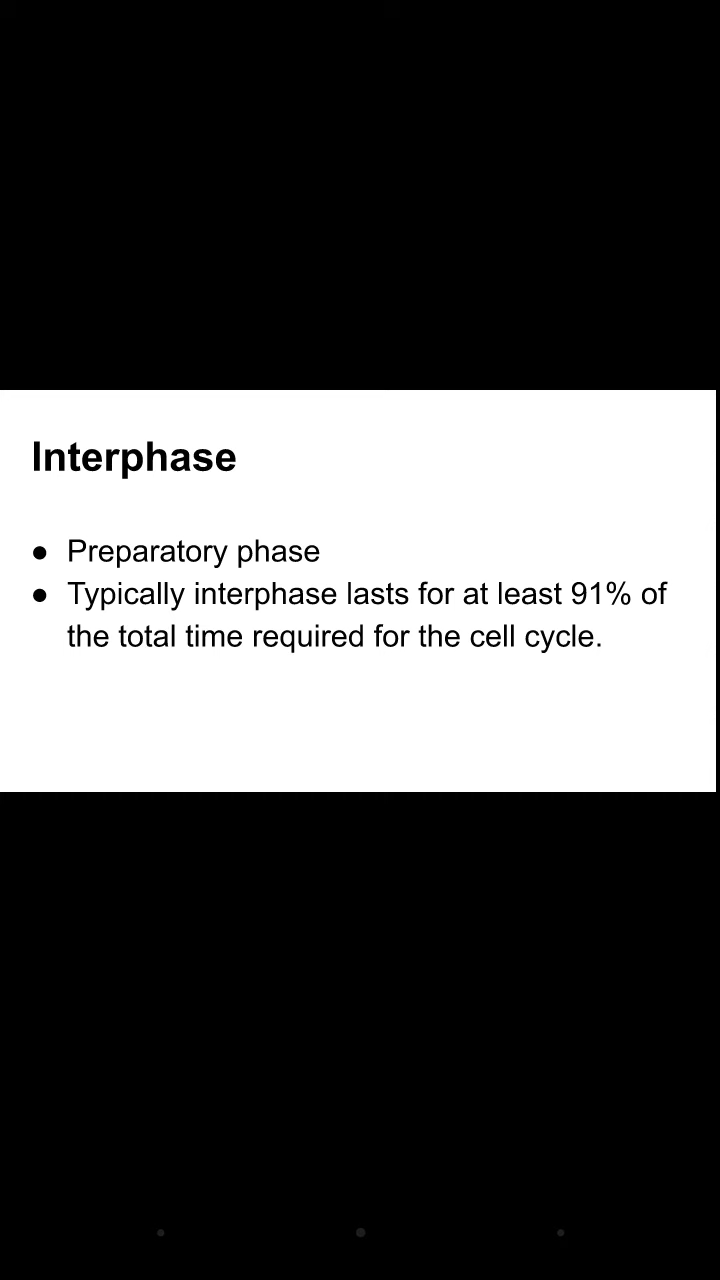 Interphase
● Preparatory phase
● Typically interphase lasts for at least 91% of
the total time required for the cell cycle.